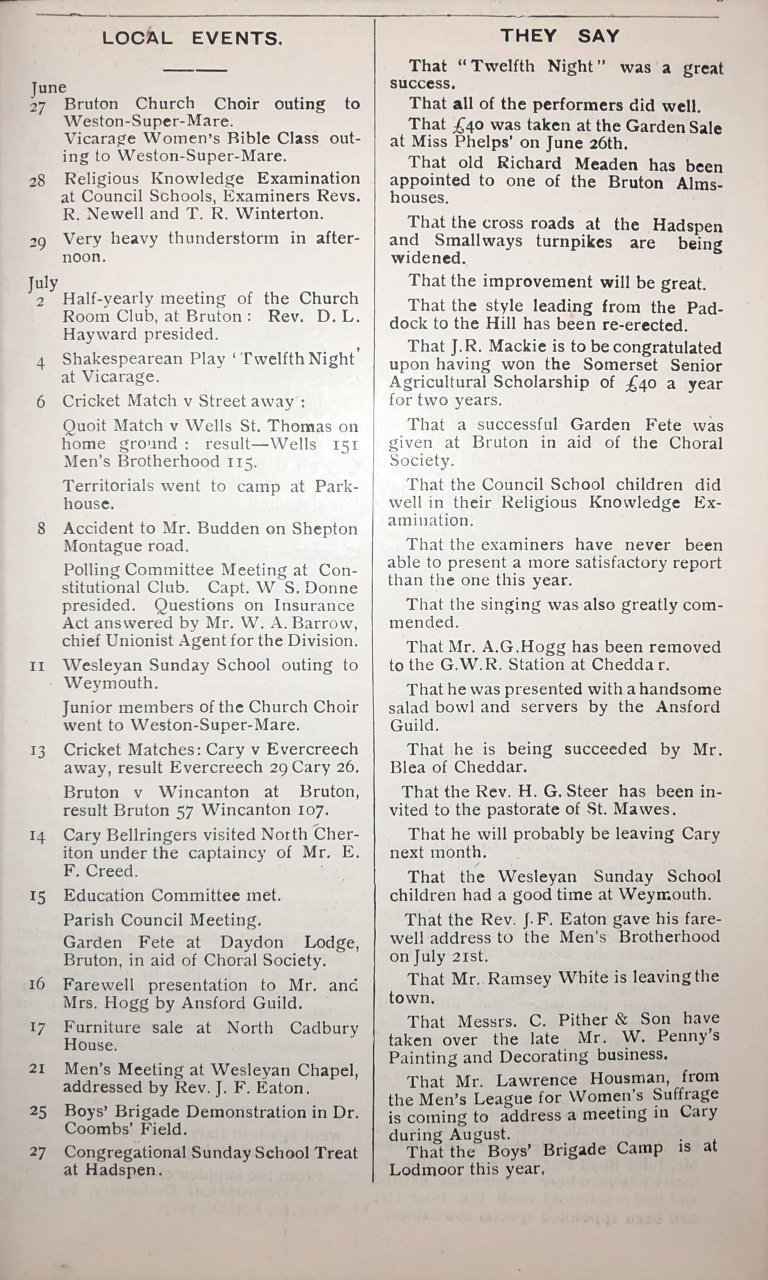 LOCAL EVENTS.
June
27 Bruton Church Choir outing to
Weston-Super-Mare.
Vicarage Women's Bible Class out-
ing to Weston-Super-Mare.
28 Religious Knowledge Examination
at Council Schools, Examiners Revs.
R. Newell and T. R. Winterton.
29 Very heavy thunderstorm in after-
noon.
July
2 Half-yearly meeting of the Church
Room Club, at Bruton : Rev. D. L.
Hayward presided.
4 Shakespearean Play ' Twelfth Night'
at Vicarage.
6 Cricket Match v Street away :
Quoit Match v Wells St. Thomas on
home ground : result—Wells 151
Men's Brotherhood 115.
Territorials went to camp at Park-
house.
8 Accident to Mr. Budden on Shepton
Montague road.
Polling Committee Meeting at Con-
stitutional Club. Capt. W S. Donne
presided. Questions on Insurance
Act answered by Mr. W. A. Barrow,
chief Unionist Agent for the Division.
11 Wesleyan Sunday School outing to
Weymouth.
Junior members of the Church Choir
went to Weston-Super-Mare.
13 Cricket Matches: Cary v Evercreech
away, result Evercreech 29 Cary 26.
Bruton v Wincanton at Bruton,
result Bruton 57 Wincanton 107.
14 Cary Bellringers visited North Cher-
iton under the captaincy of Mr. E.
F. Creed.
15 Education Committee met.
Parish Council Meeting.
Garden Fete at Daydon Lodge,
Bruton, in aid of Choral Society.
16 Farewell presentation to Mr. and
Mrs. Hogg by Ansford Guild.
17 Furniture sale at North Cadbury
House.
21 Men's Meeting at Wesleyan Chapel,
addressed by Rev. J. F. Eaton.
25 Boys' Brigade Demonstration in Dr.
Coombs' Field.
27 Congregational Sunday School Treat
at Hadspen.
THEY SAY
That "Twelfth Night" was a great
success.
That all of the performers did well.
That £40 was taken at the Garden Sale
at Miss Phelps' on June 26th.
That old Richard Meaden has been
appointed to one of the Bruton Alms-
houses.
That the cross roads at the Hadspen
and Smallways turnpikes are being
widened.
That the improvement will be great.
That the style leading from the Pad-
dock to the Hill has been re-erected.
That J.R. Mackie is to be congratulated
upon having won the Somerset Senior
Agricultural Scholarship of £40 a year
for two years.
That a successful Garden Fete was
given at Bruton in aid of the Choral
Society.
That the Council School children did
well in their Religious Knowledge Ex-
amination.
That the examiners have never been
able to present a more satisfactory report
than the one this year.
That the singing was also greatly com-
mended.
That Mr. A.G.Hogg has been removed
to the G.W.R. Station at Chedda r.
That he was presented with a handsome
salad bowl and servers by the Ansford
Guild.
That he is being succeeded by Mr.
Blea of Cheddar.
That the Rev. H. G. Steer has been in-
vited to the pastorate of St. Mawes.
That he will probably be leaving Cary
next month.
That the Wesleyan Sunday School
children had a good time at Weymouth.
That the Rev. J. F. Eaton gave his fare-
well address to the Men's Brotherhood
on July 21st.
That Mr. Ramsey White is leaving the
town.
That Messrs. C. Pither & Son have
taken over the late Mr. W. Penny's
Painting and Decorating business.
That Mr. Lawrence Housman, from
the Men's League for Women's Suffrage
is coming to address a meeting in Cary
during August.
That the Boys' Brigade Camp is at
Lodmoor this year.